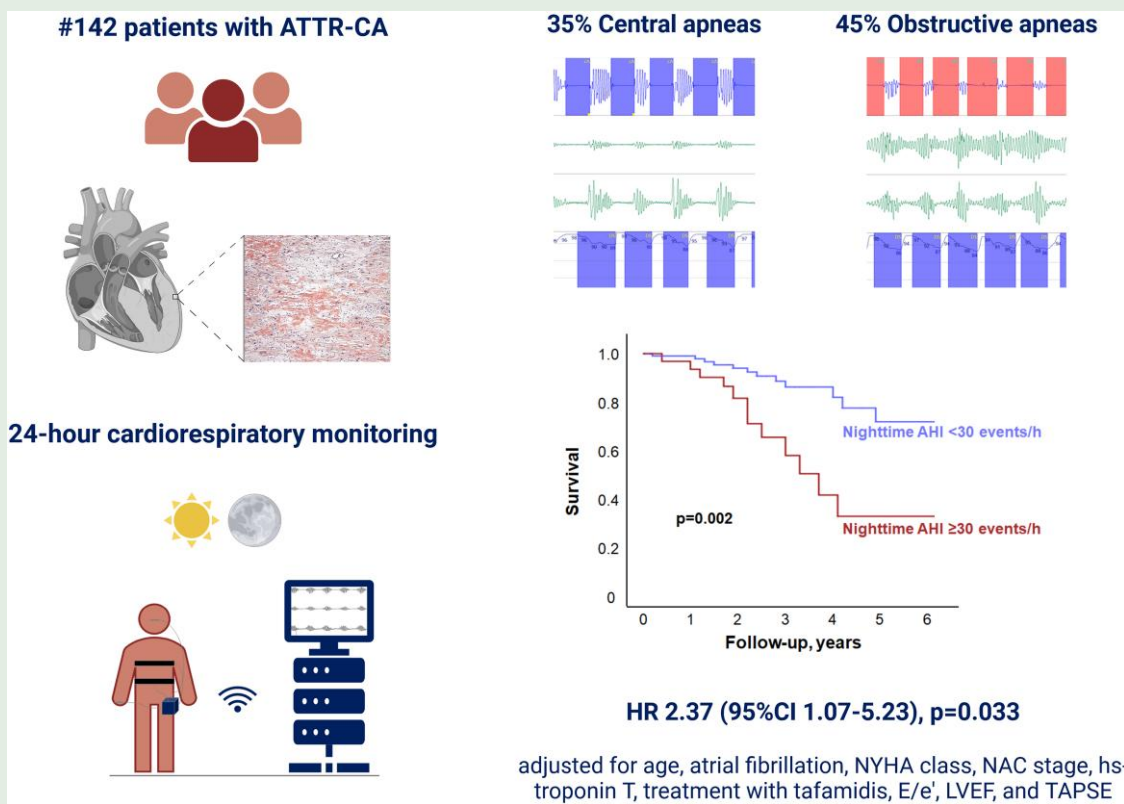 #142 patients with ATTR-CA
24-hour cardiorespiratory monitoring
35% Central apneas
45% Obstructive apneas
1.0
0.8
0.6
0.4
0.2
0
Survival
Nighttime AHI <30 events/h
p=0.002
Nighttime AHI ≥30 events/h
0 1 2 3 4 5 6
Follow-up, years
HR 2.37 (95%CI 1.07-5.23), p=0.033
adjusted for age, atrial fibrillation, NYHA class, NAC stage, hs-
troponin T, treatment with tafamidis, E/e', LVEF, and TAPSE